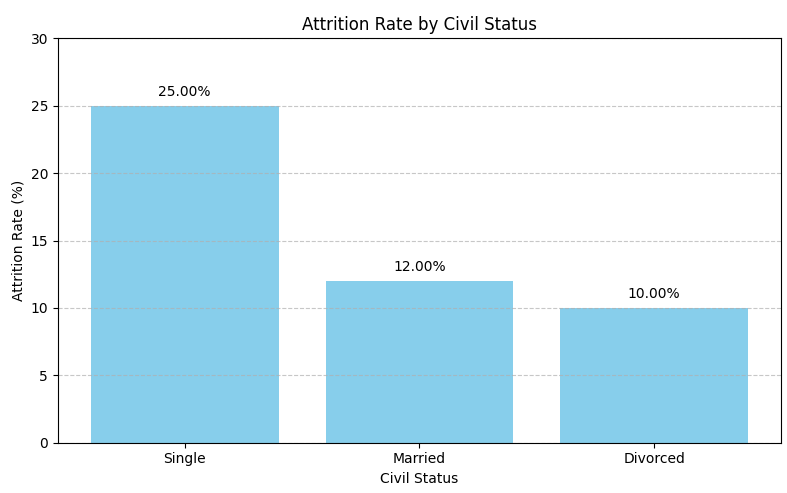 Attrition Rate by Civil Status
30
25
20
15
10
5
0
Attrition Rate (%)
25.00%
12.00%
10.00%
Single
Married
Divorced
Civil Status